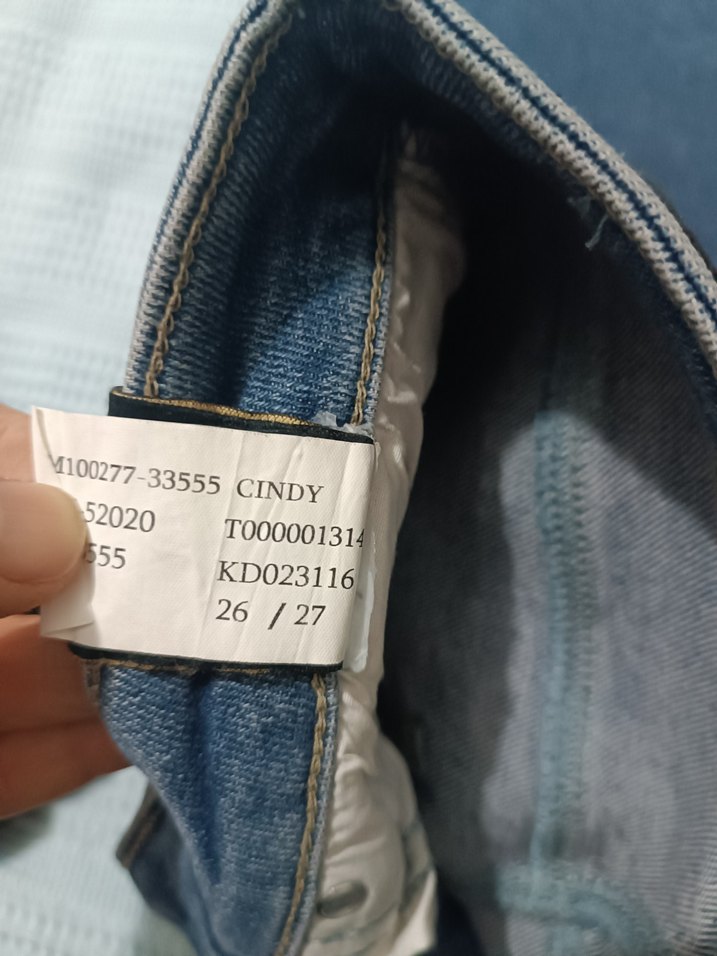 M100277-33555 CINDY
52020 T000001314
555 KD023116
26 / 27